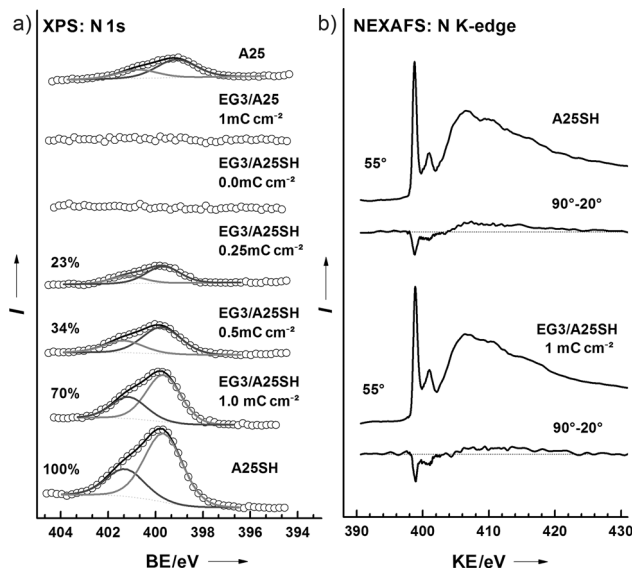 a) XPS: N 1s
A25
EG3/A25
1mC cm⁻²
EG3/A25SH
0.0mC cm⁻²
EG3/A25SH
0.25mC cm⁻²
23%
EG3/A25SH
0.5mC cm⁻²
34%
EG3/A25SH
1.0 mC cm⁻²
70%
A25SH
100%
I
404 402 400 398 396 394
BE/eV
b) NEXAFS: N K-edge
A25SH
55°
90°-20°
EG3/A25SH
1 mC cm⁻²
55°
90°-20°
I
390 400 410 420 430
KE/eV